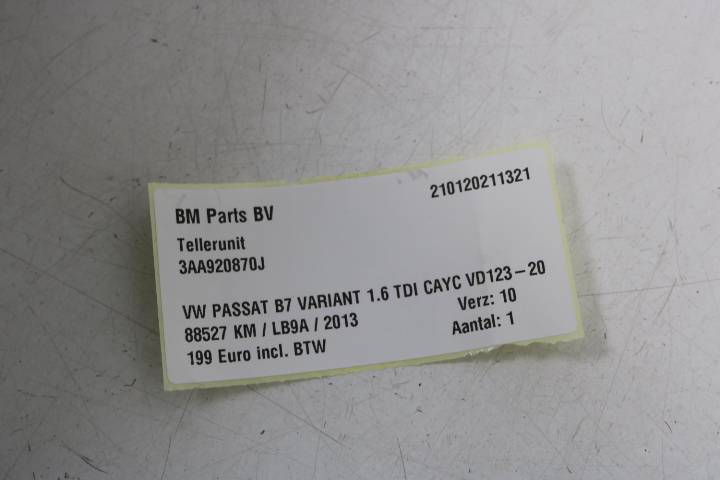 BM Parts BV
210120211321
Tellerunit
3AA920870J
VW PASSAT B7 VARIANT 1.6 TDI CAYC VD123-20
88527 KM / LB9A / 2013
Verz: 10
199 Euro incl. BTW
Aantal: 1